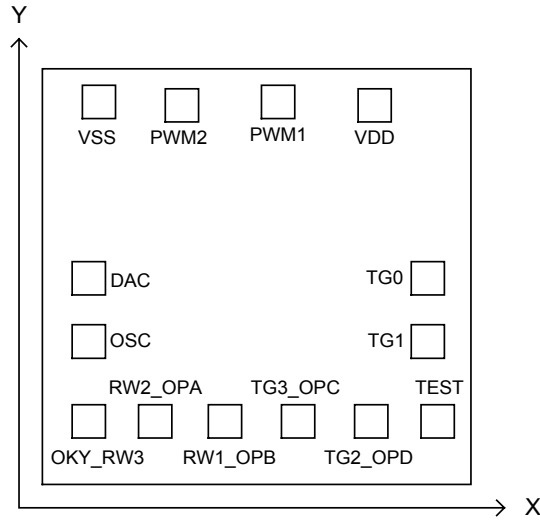 Y
VSS PWM2 PWM1 VDD
DAC TG0
OSC TG1
RW2_OPA TG3_OPC TEST
OKY_RW3 RW1_OPB TG2_OPD
X